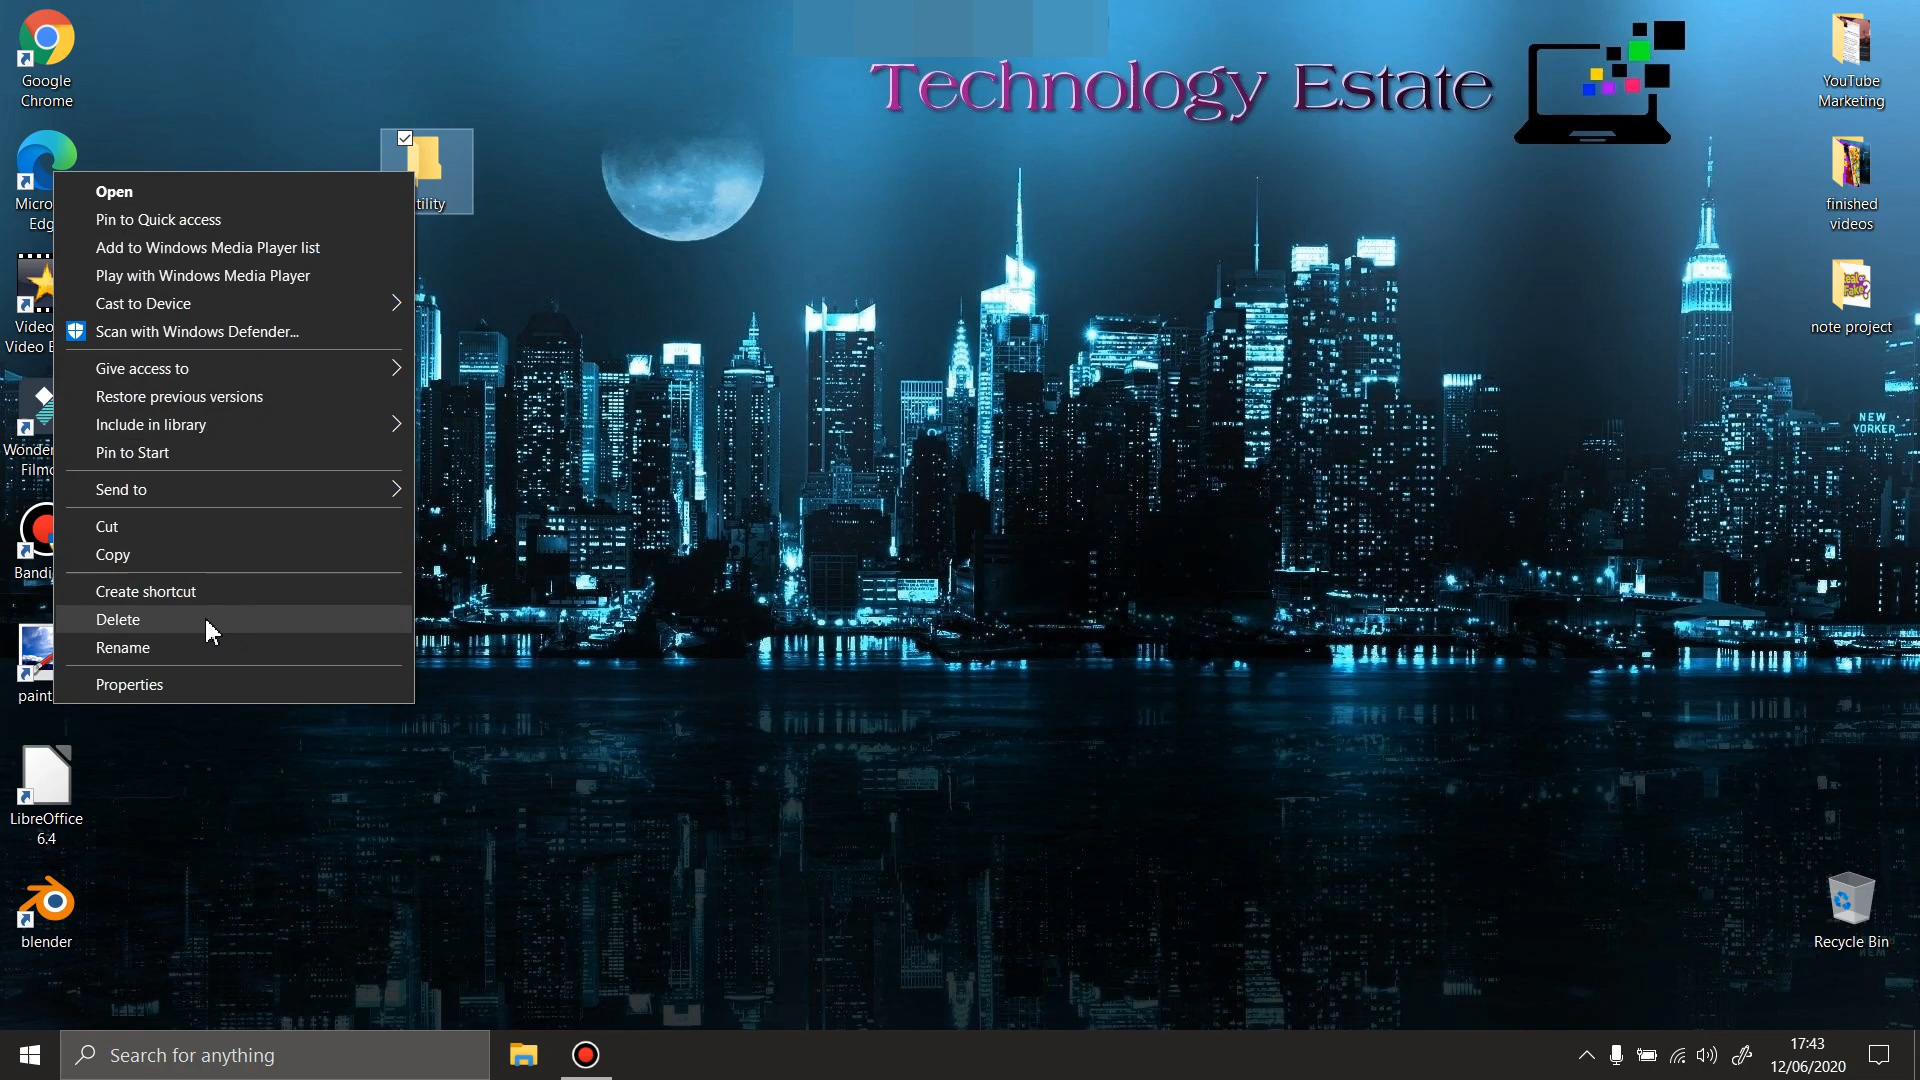 Google
Chrome
Edg
Video
Video E
Filmo
Bandi
paint
LibreOffice
6.4
blender
tility
Open
Pin to Quick access
Add to Windows Media Player list
Play with Windows Media Player
Cast to Device
Scan with Windows Defender...
Give access to
Restore previous versions
Include in library
Pin to Start
Send to
Cut
Copy
Create shortcut
Delete
Rename
Properties
Technology Estate
YouTube
Marketing
finished
videos
note project
NEW
YORKER
Recycle Bin
Search for anything
17:43
12/06/2020